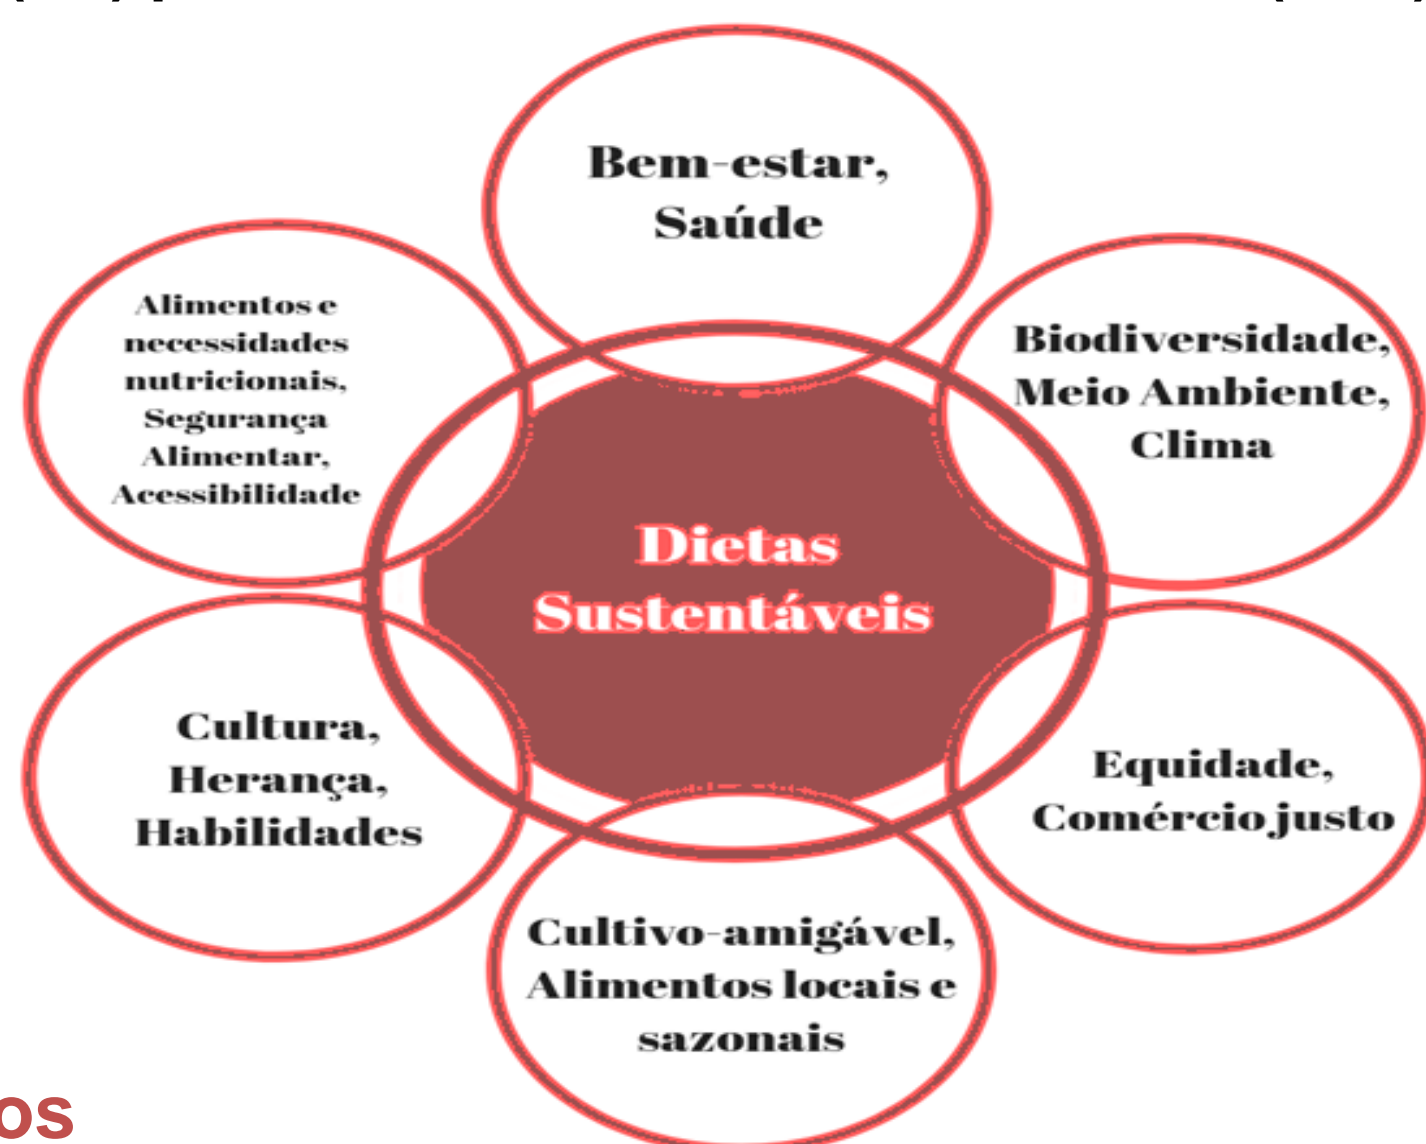 Bem-estar,
Saúde
Alimentos e
necessidades
nutricionais,
Segurança
Alimentar,
Acessibilidade
Biodiversidade,
Meio Ambiente,
Clima
Dietas
Sustentáveis
Cultura,
Herança,
Habilidades
Equidade,
Comércio justo
Cultivo-amigável,
Alimentos locais e
sazonais
os